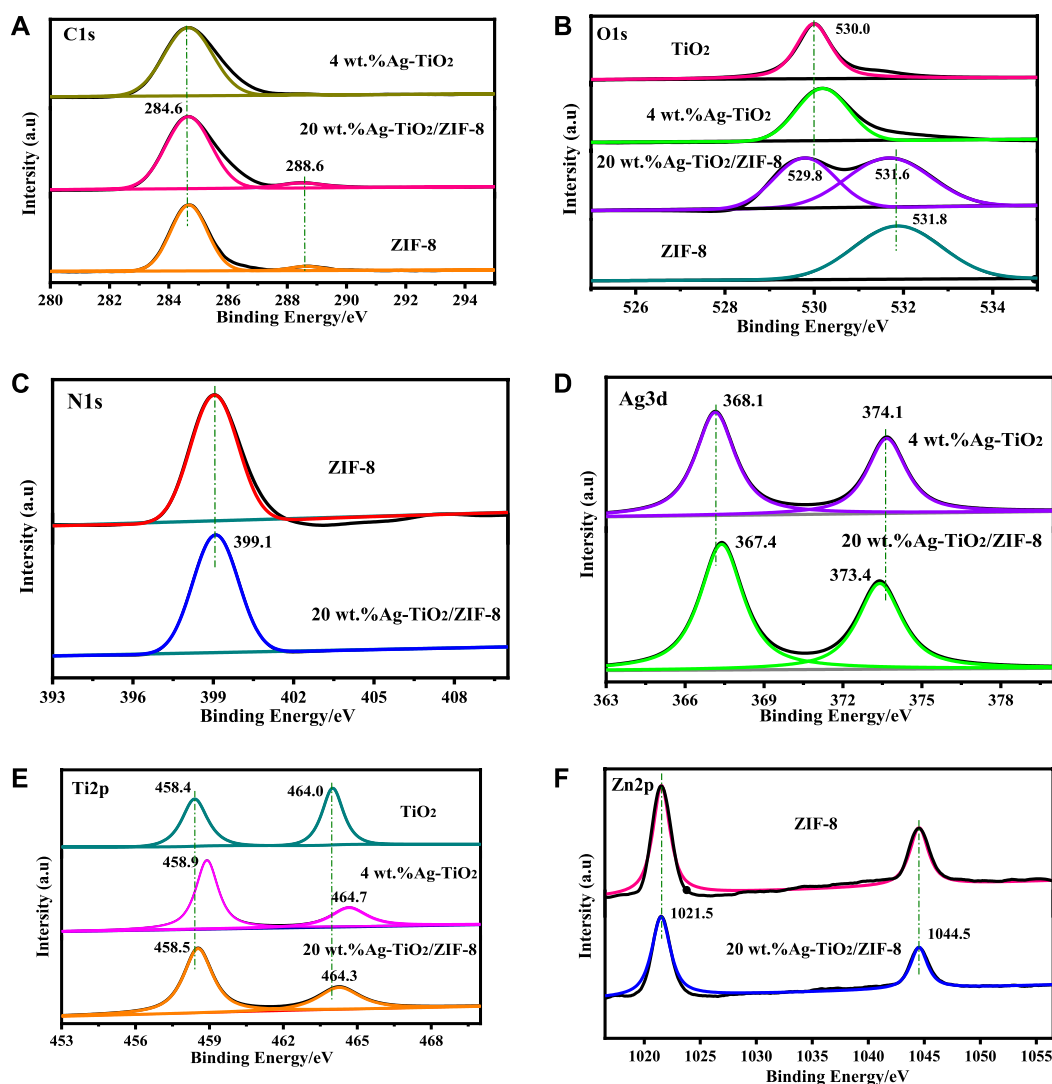 A
C1s
4 wt.%Ag-TiO₂
284.6
20 wt.%Ag-TiO₂/ZIF-8
288.6
ZIF-8
Intersity (a.u)
280 282 284 286 288 290 292 294
Binding Energy/eV
B
O1s
TiO₂
530.0
4 wt.%Ag-TiO₂
20 wt.%Ag-TiO₂/ZIF-8
529.8
531.6
531.8
ZIF-8
Intersity (a.u)
526 528 530 532 534
Binding Energy/eV
C
N1s
ZIF-8
399.1
20 wt.%Ag-TiO₂/ZIF-8
Intersity (a.u)
393 396 399 402 405 408
Binding Energy/eV
D
Ag3d
368.1
374.1
4 wt.%Ag-TiO₂
20 wt.%Ag-TiO₂/ZIF-8
367.4
373.4
Intersity (a.u)
363 366 369 372 375 378
Binding Energy/eV
E
Ti2p
458.4
464.0
TiO₂
458.9
4 wt.%Ag-TiO₂
464.7
20 wt.%Ag-TiO₂/ZIF-8
458.5
464.3
Intersity (a.u)
453 456 459 462 465 468
Binding Energy/eV
F
Zn2p
ZIF-8
1021.5
1044.5
20 wt.%Ag-TiO₂/ZIF-8
Intersity (a.u)
1020 1025 1030 1035 1040 1045 1050 1055
Binding Energy/eV